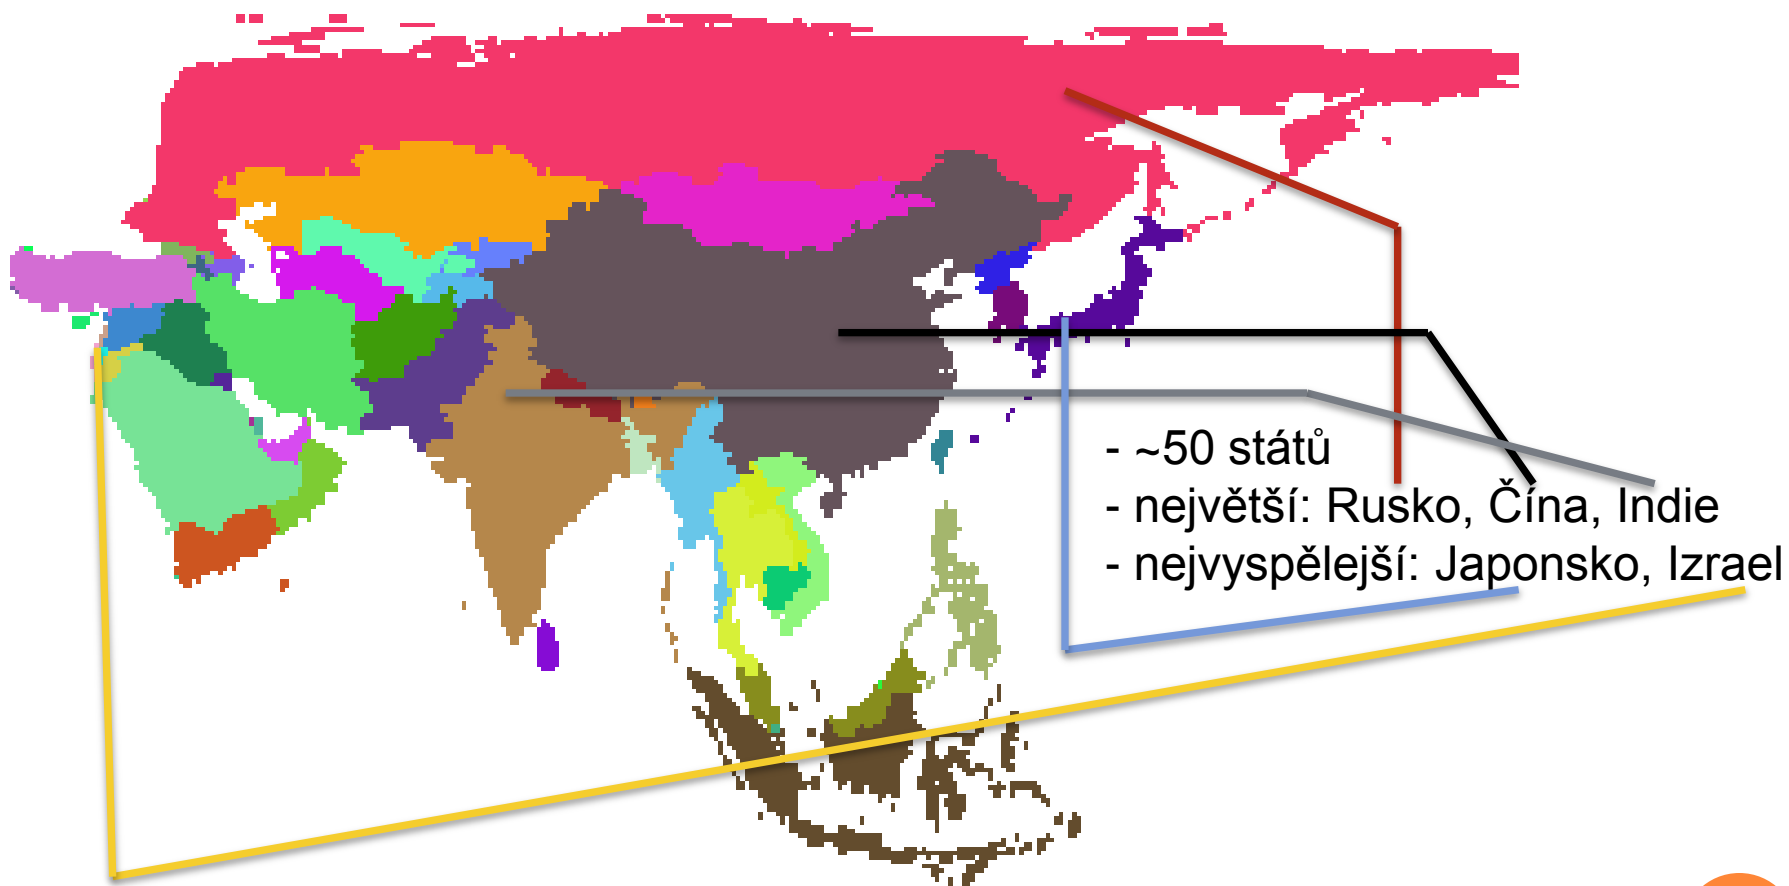 - ~50 států
- největší: Rusko, Čína, Indie
- nejvyspělejší: Japonsko, Izrael